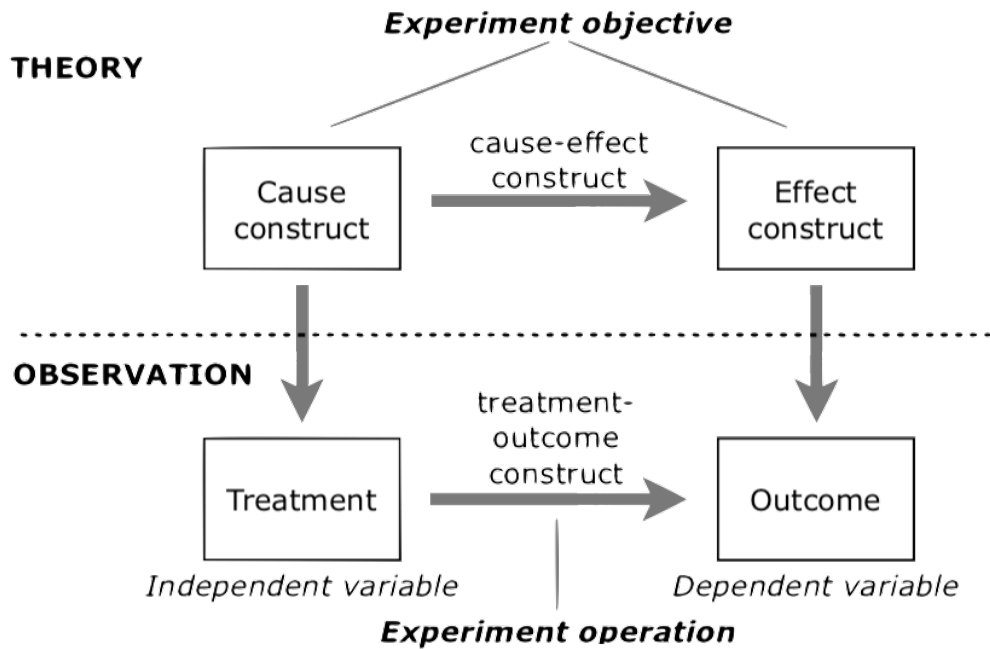 Experiment objective
THEORY
cause-effect
construct
Cause
construct
Effect
construct
OBSERVATION
treatment-
outcome
construct
Treatment
Outcome
Independent variable
Dependent variable
Experiment operation